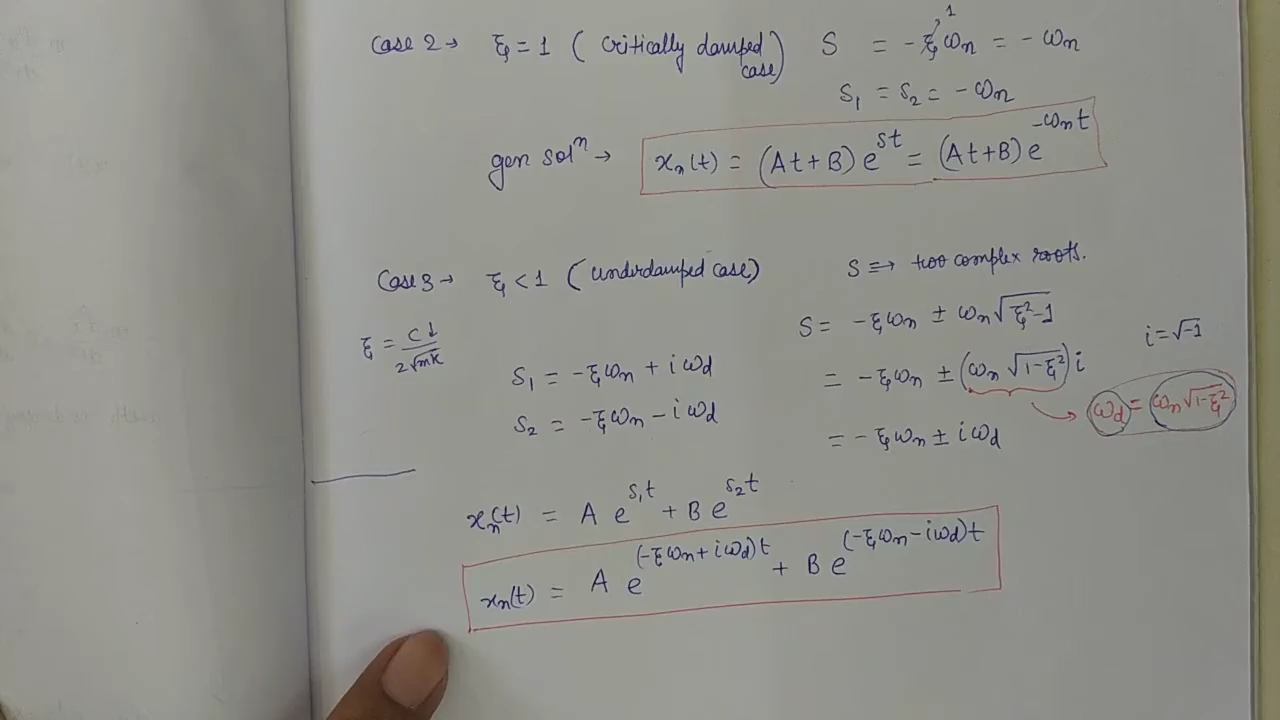 Case 2 → ξ = 1 ( critically damped case) S = -ξωn = -ωn
1
S₁ = S₂ = -ωn
gen solⁿ → xn(t) = (At+B) e^st = (At+B) e^-ωnt
Case 3 → ξ < 1 ( underdamped case) S ⟹ two complex roots.
S = -ξωn ± ωn√ξ²-1
i = √-1
ξ = c↓ / 2√mk
S₁ = -ξωn + iωd
= -ξωn ± (ωn √1-ξ²) i
→ ωd = ωn√1-ξ²
S₂ = -ξωn - iωd
= -ξωn ± iωd
xn(t) = A e^s₁t + B e^s₂t
xn(t) = A e^(-ξωn+iωd)t + B e^(-ξωn-iωd)t